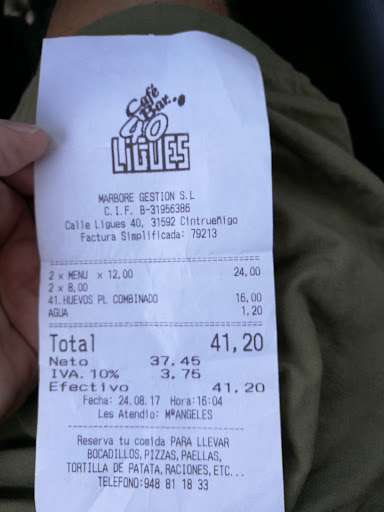 Café
Bar
40
LIGUES
MARBORE GESTION S.L
C.I.F. B-31956386
Calle Ligues 40, 31592 Cintrueñigo
Factura Simplificada: 79213
2 x MENU x 12,00 24,00
2 x 8,00
41.HUEVOS PL COMBINADO 16,00
AGUA 1,20
Total 41,20
Neto 37.45
IVA.10% 3,75
Efectivo 41.20
Fecha: 24.08.17 Hora:16:04
Les Atendio: MªANGELES
Reserva tu comida PARA LLEVAR
BOCADILLOS,PIZZAS,PAELLAS,
TORTILLA DE PATATA,RACIONES,ETC...
TELEFONO:948 81 18 33